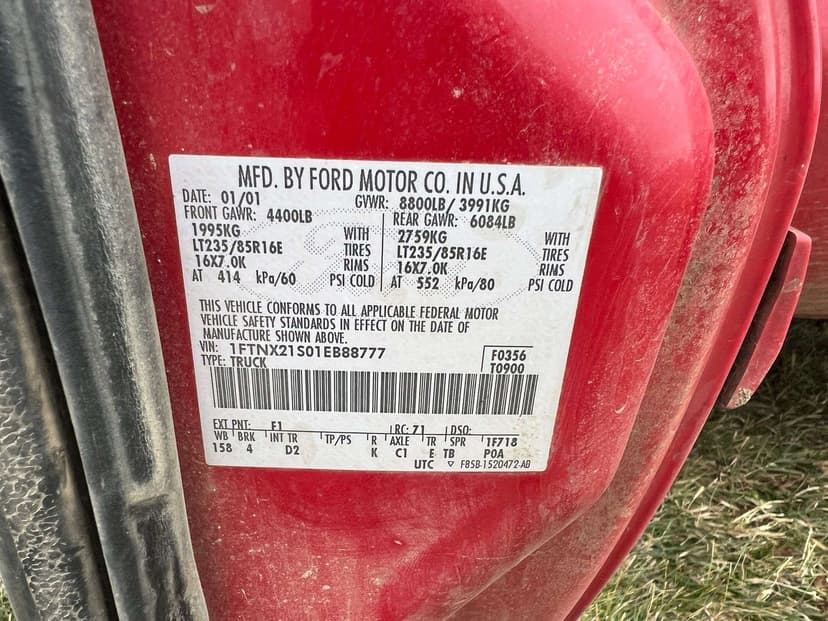 MFD. BY FORD MOTOR CO. IN U.S.A.
DATE: 01/01 GVWR: 8800LB/ 3991KG
FRONT GAWR: 4400LB REAR GAWR: 6084LB
1995KG WITH 2759KG WITH
LT235/85R16E TIRES LT235/85R16E TIRES
16X7.0K RIMS 16X7.0K RIMS
AT 414 kPa/60 PSI COLD AT 552 kPa/80 PSI COLD
THIS VEHICLE CONFORMS TO ALL APPLICABLE FEDERAL MOTOR
VEHICLE SAFETY STANDARDS IN EFFECT ON THE DATE OF
MANUFACTURE SHOWN ABOVE.
VIN: 1FTNX21S01EB88777 F0356
TYPE: TRUCK T0900
EXT PNT: E1 RC: 71 DSO:
WB BRK INT TR TP/PS R AXLE TR SPR 1F718
158 4 D2 K C1 E TB P0A
UTC ▽ F85B-1520472-AB